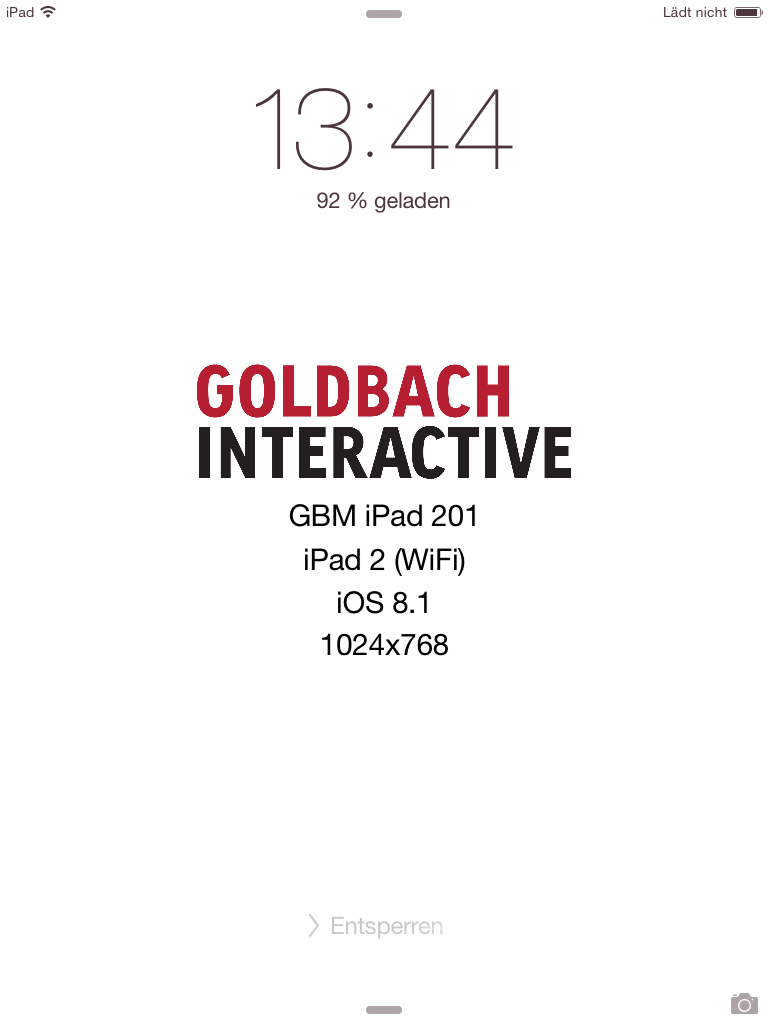 iPad
Lädt nicht
13:44
92 % geladen
GOLDBACH
INTERACTIVE
GBM iPad 201
iPad 2 (WiFi)
iOS 8.1
1024x768
Entsperren